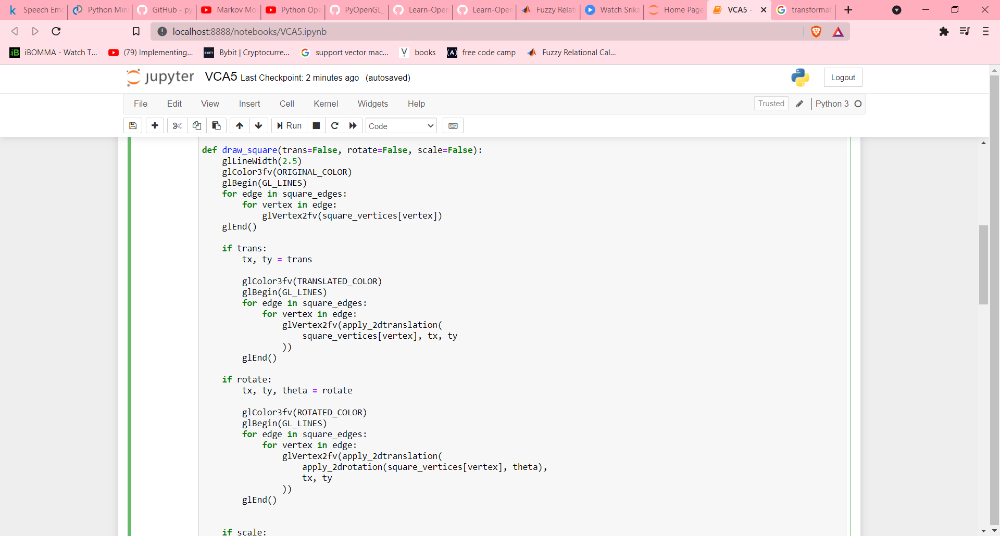 Speech Emo
Python Min
GitHub - py
Markov Mo
Python Ope
PyOpenGL_
Learn-Open
Learn-Open
Fuzzy Relati
Watch Srika
Home Page
VCA5 -
transformat
localhost:8888/notebooks/VCA5.ipynb
iBOMMA - Watch T...
(79) Implementing...
Bybit | Cryptocurre...
support vector mac...
books
free code camp
Fuzzy Relational Cal...
jupyter VCA5 Last Checkpoint: 2 minutes ago (autosaved)
Logout
File Edit View Insert Cell Kernel Widgets Help
Trusted
Python 3
Run
Code
def draw_square(trans=False, rotate=False, scale=False):
glLineWidth(2.5)
glColor3fv(ORIGINAL_COLOR)
glBegin(GL_LINES)
for edge in square_edges:
for vertex in edge:
glVertex2fv(square_vertices[vertex])
glEnd()
if trans:
tx, ty = trans
glColor3fv(TRANSLATED_COLOR)
glBegin(GL_LINES)
for edge in square_edges:
for vertex in edge:
glVertex2fv(apply_2dtranslation(
square_vertices[vertex], tx, ty
))
glEnd()
if rotate:
tx, ty, theta = rotate
glColor3fv(ROTATED_COLOR)
glBegin(GL_LINES)
for edge in square_edges:
for vertex in edge:
glVertex2fv(apply_2dtranslation(
apply_2drotation(square_vertices[vertex], theta),
tx, ty
))
glEnd()
if scale: